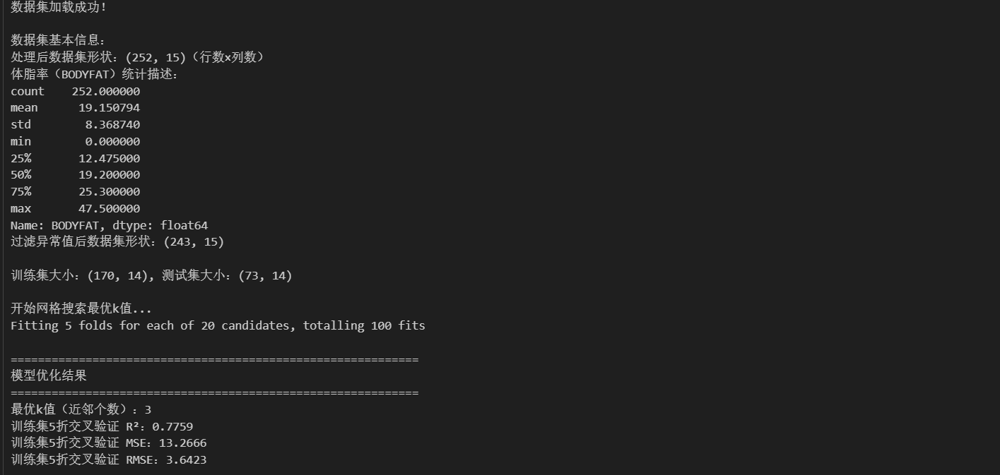 数据集加载成功!
数据集基本信息:
处理后数据集形状: (252, 15)（行数x列数）
体脂率（BODYFAT）统计描述:
count    252.000000
mean      19.150794
std        8.368740
min        0.000000
25%       12.475000
50%       19.200000
75%       25.300000
max       47.500000
Name: BODYFAT, dtype: float64
过滤异常值后数据集形状: (243, 15)
训练集大小: (170, 14), 测试集大小: (73, 14)
开始网格搜索最优k值...
Fitting 5 folds for each of 20 candidates, totalling 100 fits
============================================================
模型优化结果
============================================================
最优k值（近邻个数）: 3
训练集5折交叉验证 R²: 0.7759
训练集5折交叉验证 MSE: 13.2666
训练集5折交叉验证 RMSE: 3.6423